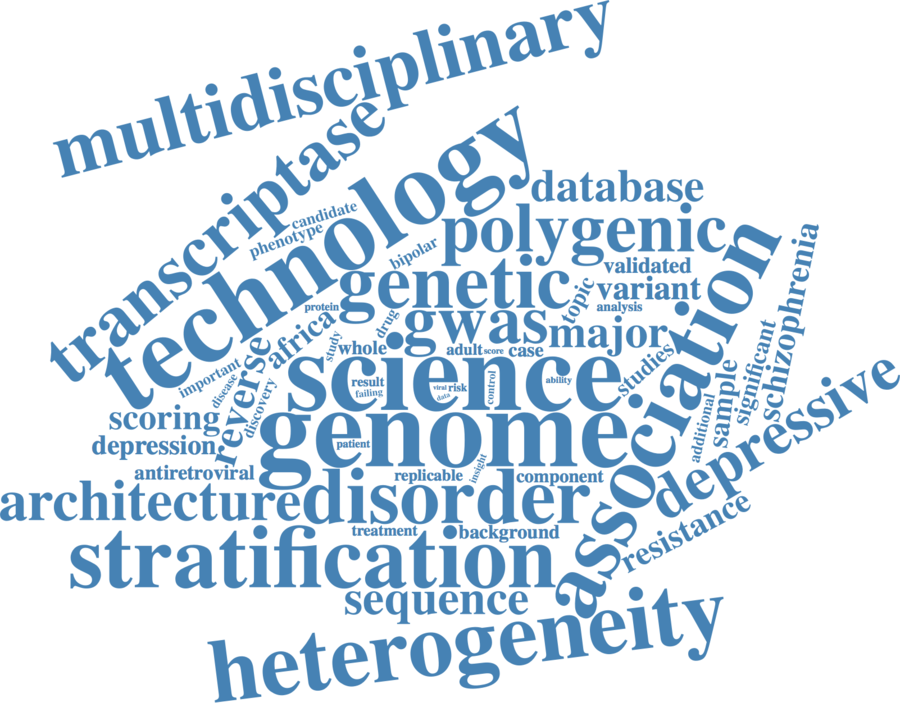 multidisciplinary
transcriptase
technology
candidate
phenotype
database
polygenic
bipolar
genetic
validated
variant
association
schizophrenia
topic
analysis
protein
africa
drug
gwas
major
study
whole
adult
score
case
studies
science
important
disease
reverse
discovery
result
failing
viral
risk
data
control
ability
significant
sample
additional
depressive
scoring
depression
genome
patient
antiretroviral
replicable
insight
component
architecture
disorder
resistance
treatment
background
stratification
sequence
heterogeneity